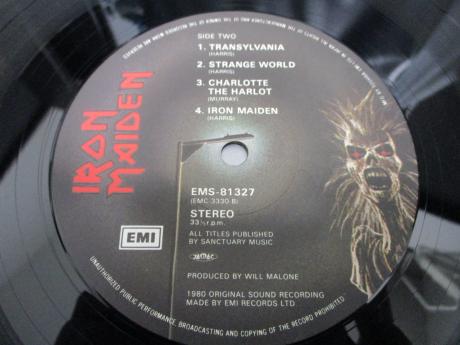 SIDE TWO
1. TRANSYLVANIA
(HARRIS)
2. STRANGE WORLD
(HARRIS)
3. CHARLOTTE
THE HARLOT
(MURRAY)
4. IRON MAIDEN
(HARRIS)
IRON
MAIDEN
EMS-81327
(EMC 3330-B)
STEREO
33⅓ r.p.m.
EMI
ALL TITLES PUBLISHED
BY SANCTUARY MUSIC
PRODUCED BY WILL MALONE
1980 ORIGINAL SOUND RECORDING
MADE BY EMI RECORDS LTD
UNAUTHORIZED PUBLIC PERFORMANCE, BROADCASTING AND COPYING OF THE RECORD PROHIBITED